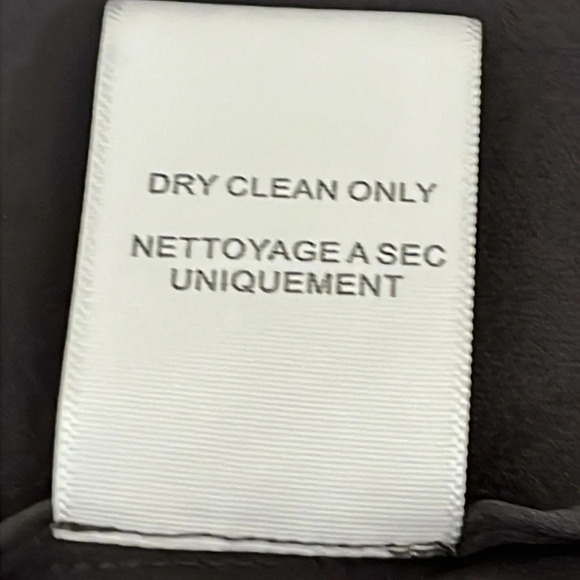 DRY CLEAN ONLY
NETTOYAGE A SEC
UNIQUEMENT